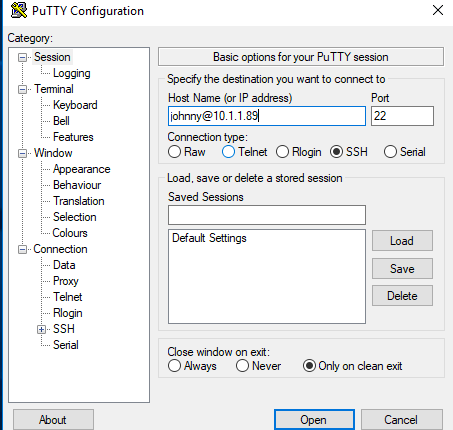 PuTTY Configuration
Category:
Session
Logging
Terminal
Keyboard
Bell
Features
Window
Appearance
Behaviour
Translation
Selection
Colours
Connection
Data
Proxy
Telnet
Rlogin
SSH
Serial
Basic options for your PuTTY session
Specify the destination you want to connect to
Host Name (or IP address) Port
johnny@10.1.1.89 22
Connection type:
Raw Telnet Rlogin SSH Serial
Load, save or delete a stored session
Saved Sessions
Default Settings
Load
Save
Delete
Close window on exit:
Always Never Only on clean exit
About Open Cancel